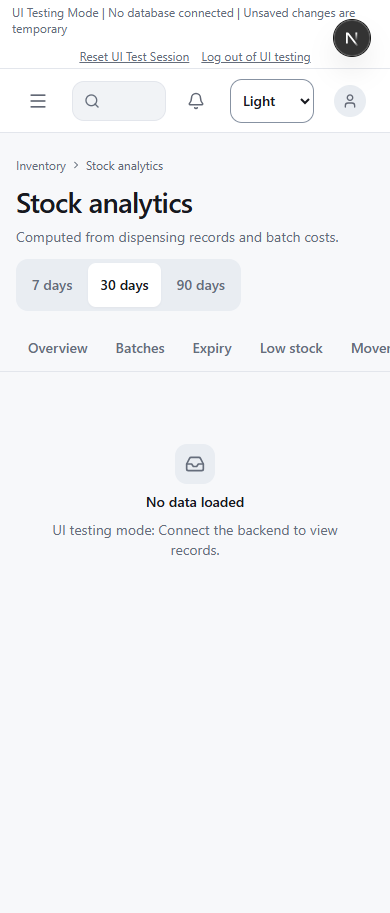 UI Testing Mode | No database connected | Unsaved changes are
temporary
N
Reset UI Test Session Log out of UI testing
Light
Inventory > Stock analytics
Stock analytics
Computed from dispensing records and batch costs.
7 days 30 days 90 days
Overview Batches Expiry Low stock Mover
No data loaded
UI testing mode: Connect the backend to view
records.